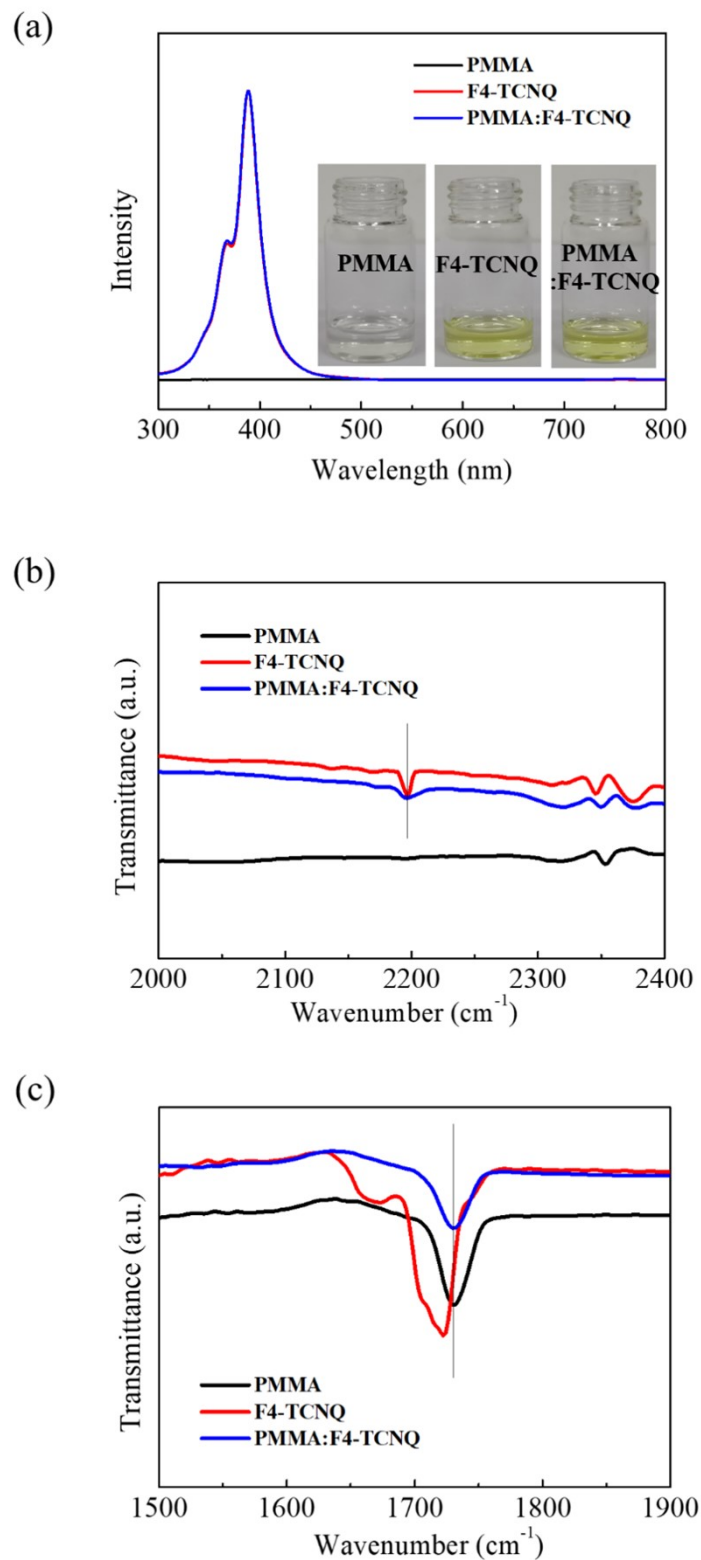 (a)
PMMA
F4-TCNQ
PMMA:F4-TCNQ
PMMA
F4-TCNQ
PMMA
:F4-TCNQ
Intensity
300 400 500 600 700 800
Wavelength (nm)
(b)
PMMA
F4-TCNQ
PMMA:F4-TCNQ
Transmittance (a.u.)
2000 2100 2200 2300 2400
Wavenumber (cm⁻¹)
(c)
Transmittance (a.u.)
PMMA
F4-TCNQ
PMMA:F4-TCNQ
1500 1600 1700 1800 1900
Wavenumber (cm⁻¹)